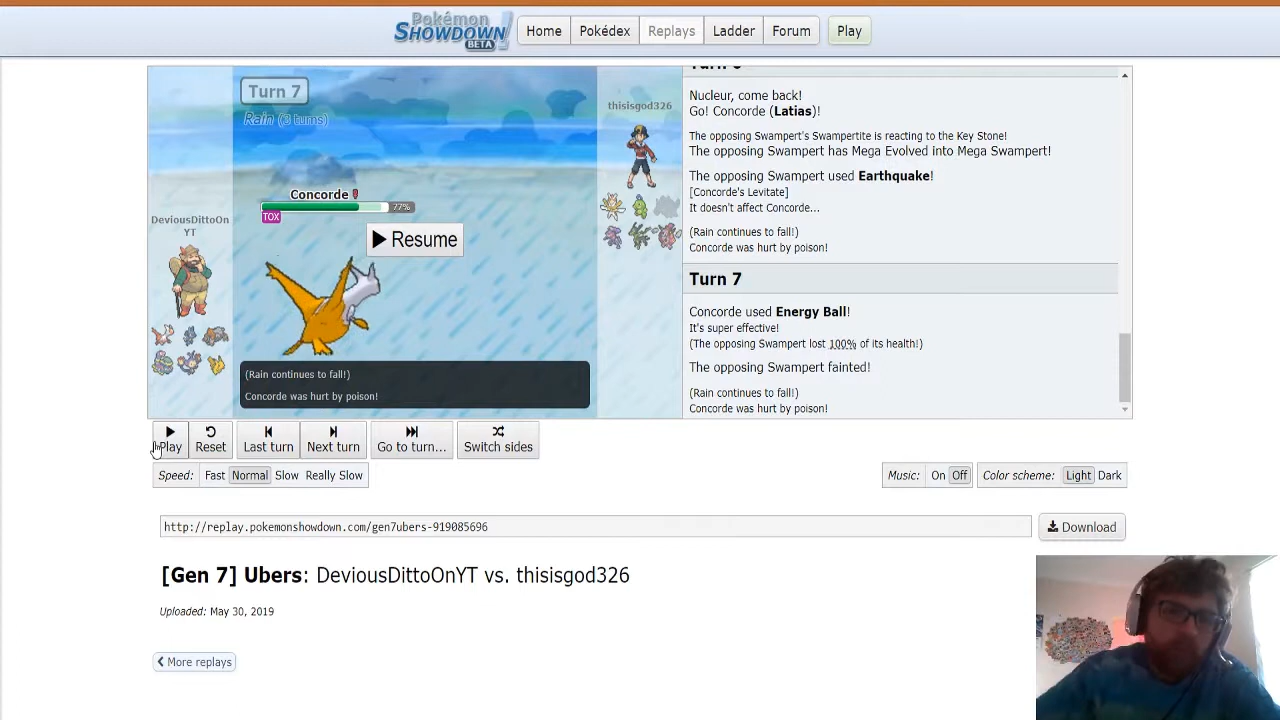 Pokémon
SHOWDOWN!
BETA
Home
Pokédex
Replays
Ladder
Forum
Play
Turn 7
Rain (3 turns)
Concorde
77%
TOX
Resume
DeviousDittoOn
YT
(Rain continues to fall!)
Concorde was hurt by poison!
thisisgod326
Nucleur, come back!
Go! Concorde (Latias)!
The opposing Swampert's Swampertite is reacting to the Key Stone!
The opposing Swampert has Mega Evolved into Mega Swampert!
The opposing Swampert used Earthquake!
[Concorde's Levitate]
It doesn't affect Concorde...
(Rain continues to fall!)
Concorde was hurt by poison!
Turn 7
Concorde used Energy Ball!
It's super effective!
(The opposing Swampert lost 100% of its health!)
The opposing Swampert fainted!
(Rain continues to fall!)
Concorde was hurt by poison!
Play
Reset
Last turn
Next turn
Go to turn...
Switch sides
Speed: Fast Normal Slow Really Slow
Music: On Off
Color scheme: Light Dark
http://replay.pokemonshowdown.com/gen7ubers-919085696
Download
[Gen 7] Ubers: DeviousDittoOnYT vs. thisisgod326
Uploaded: May 30, 2019
More replays